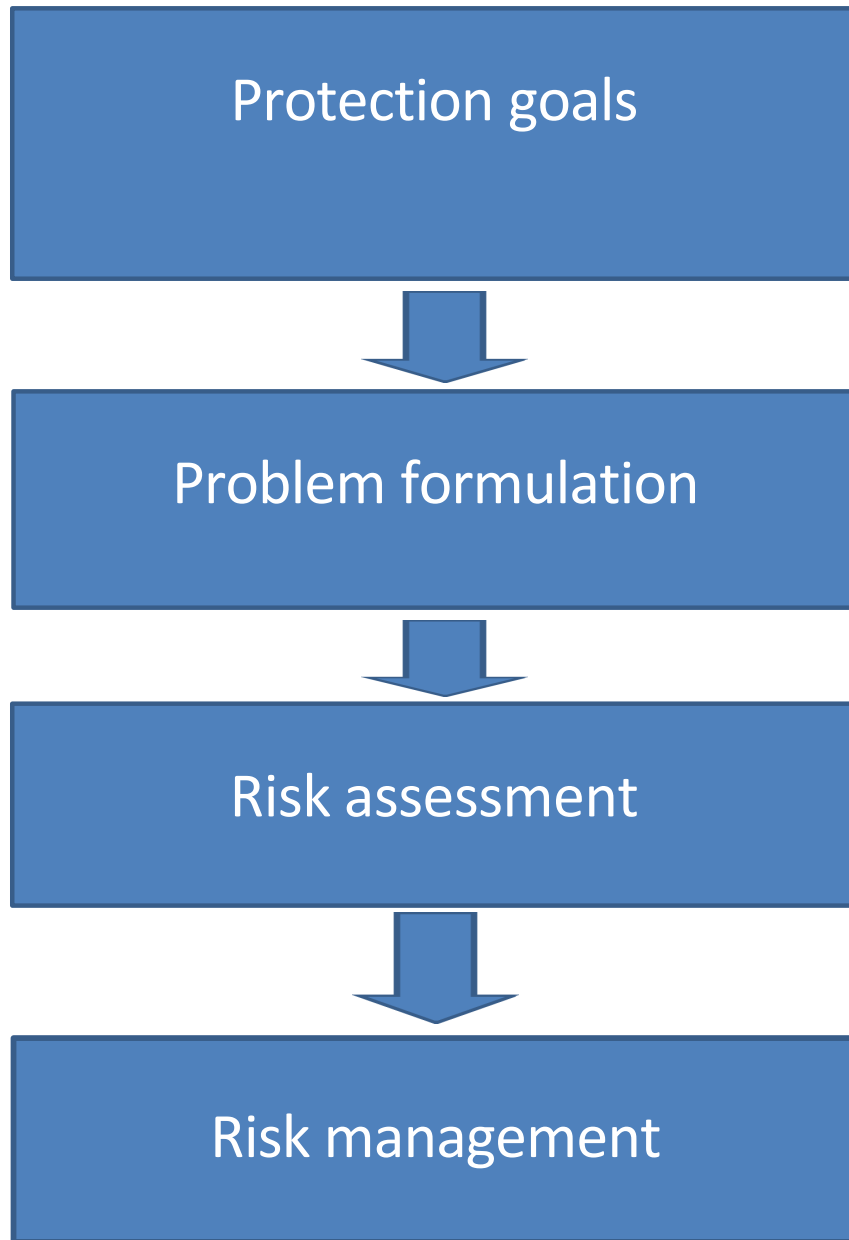 Protection goals
Problem formulation
Risk assessment
Risk management